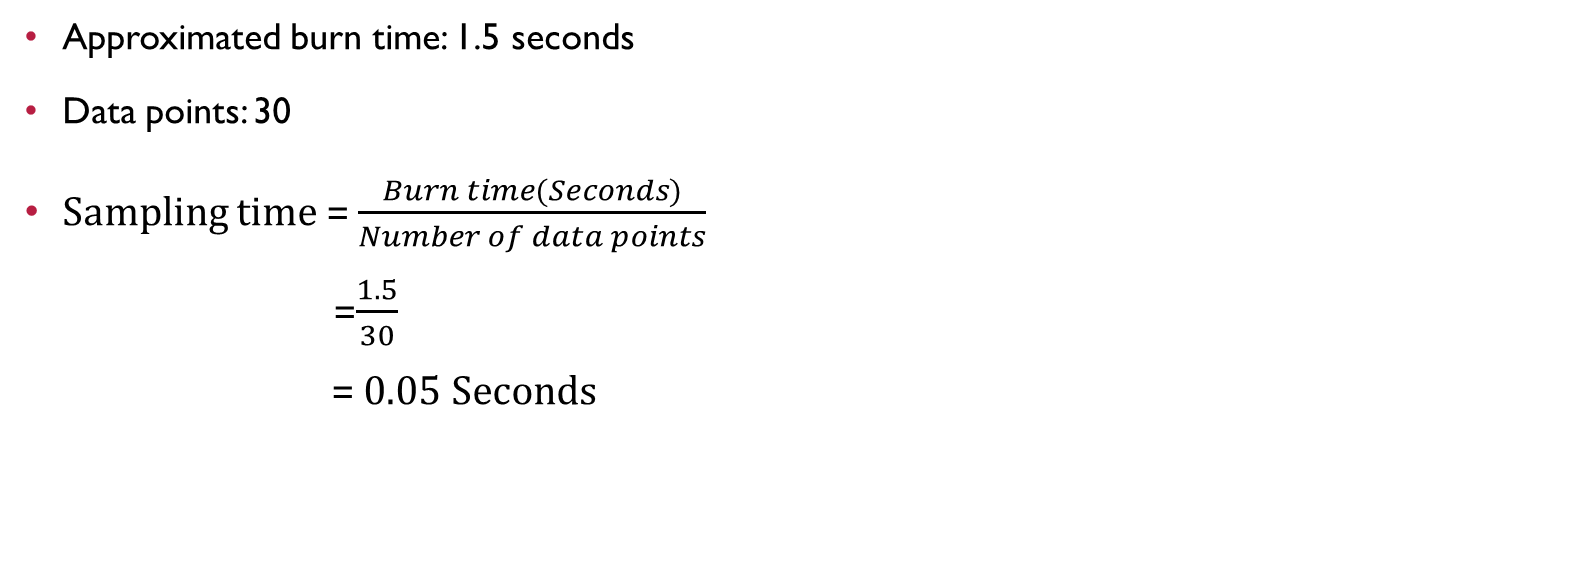 • Approximated burn time: 1.5 seconds
• Data points: 30
• Sampling time = Burn time(Seconds) / Number of data points
= 1.5 / 30
= 0.05 Seconds